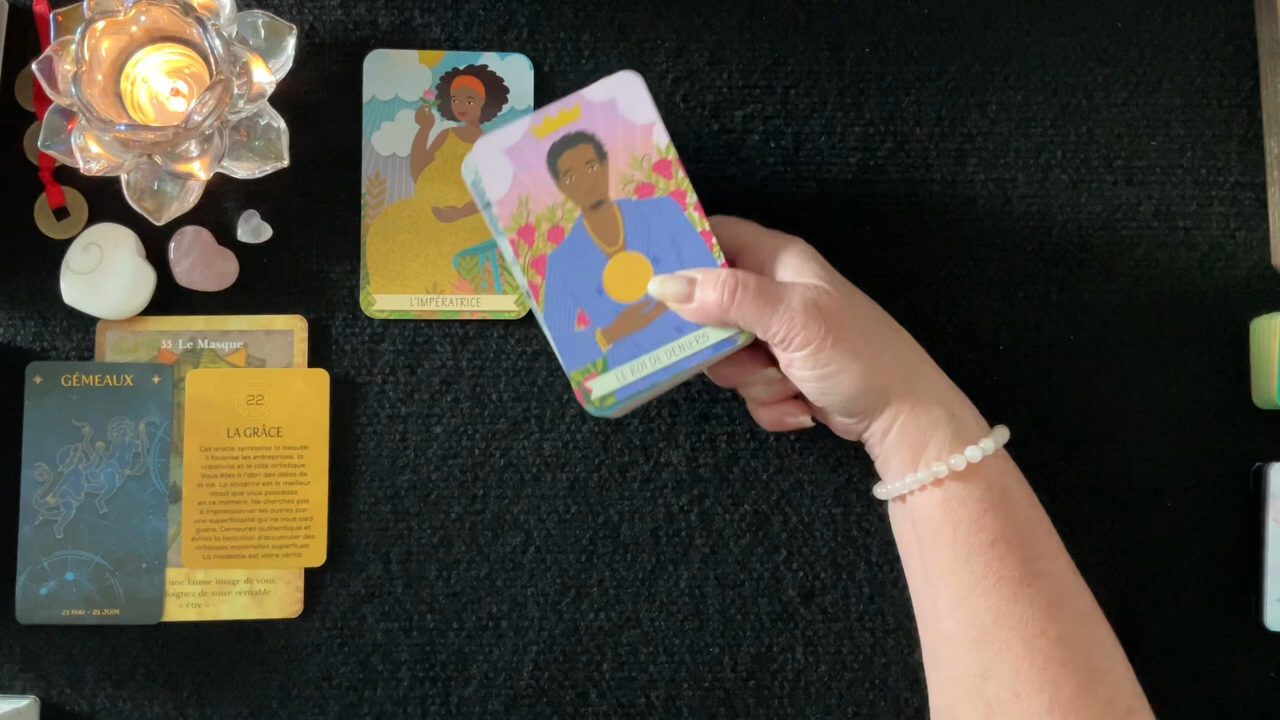 L'IMPÉRATRICE
LE ROI DE DENIERS
33 Le Masque
GÉMEAUX
21 MAI - 21 JUIN
22
LA GRÂCE
Cet oracle symbolise la beauté,
il favorise les entreprises, la
créativité et le côté artistique.
Vous êtes à l'abri des aléas de
la vie. La sincérité est le meilleur
atout que vous possédez
en ce moment. Ne cherchez pas
à impressionner les autres par
une superficialité qui ne vous sied
guère. Demeurez authentique et
évitez la tentation d'accumuler des
richesses matérielles superflues.
La modestie est votre vérité.
une fausse image de vous,
de votre véritable
« être »